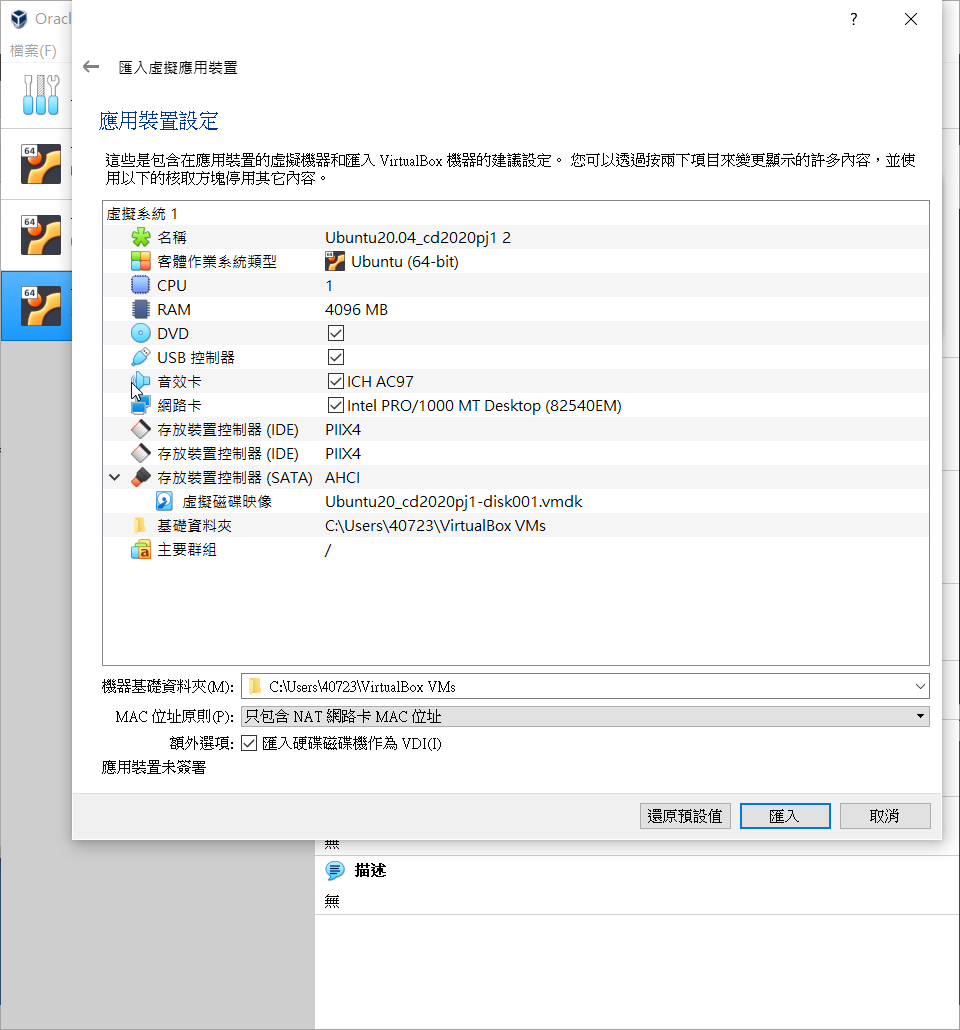 Oracl
檔案(F)
?
匯入虛擬應用裝置
應用裝置設定
這些是包含在應用裝置的虛擬機器和匯入 VirtualBox 機器的建議設定。 您可以透過按兩下項目來變更顯示的許多內容，並使
用以下的核取方塊停用其它內容。
虛擬系統 1
名稱 Ubuntu20.04_cd2020pj1 2
客體作業系統類型 Ubuntu (64-bit)
CPU 1
RAM 4096 MB
DVD
USB 控制器
音效卡 ICH AC97
網路卡 Intel PRO/1000 MT Desktop (82540EM)
存放裝置控制器 (IDE) PIIX4
存放裝置控制器 (IDE) PIIX4
存放裝置控制器 (SATA) AHCI
虛擬磁碟映像 Ubuntu20_cd2020pj1-disk001.vmdk
基礎資料夾 C:\Users\40723\VirtualBox VMs
主要群組 /
64
64
64
機器基礎資料夾(M): C:\Users\40723\VirtualBox VMs
MAC 位址原則(P): 只包含 NAT 網路卡 MAC 位址
額外選項: 匯入硬碟磁碟機作為 VDI(I)
應用裝置未簽署
還原預設值 匯入 取消
無
描述
無